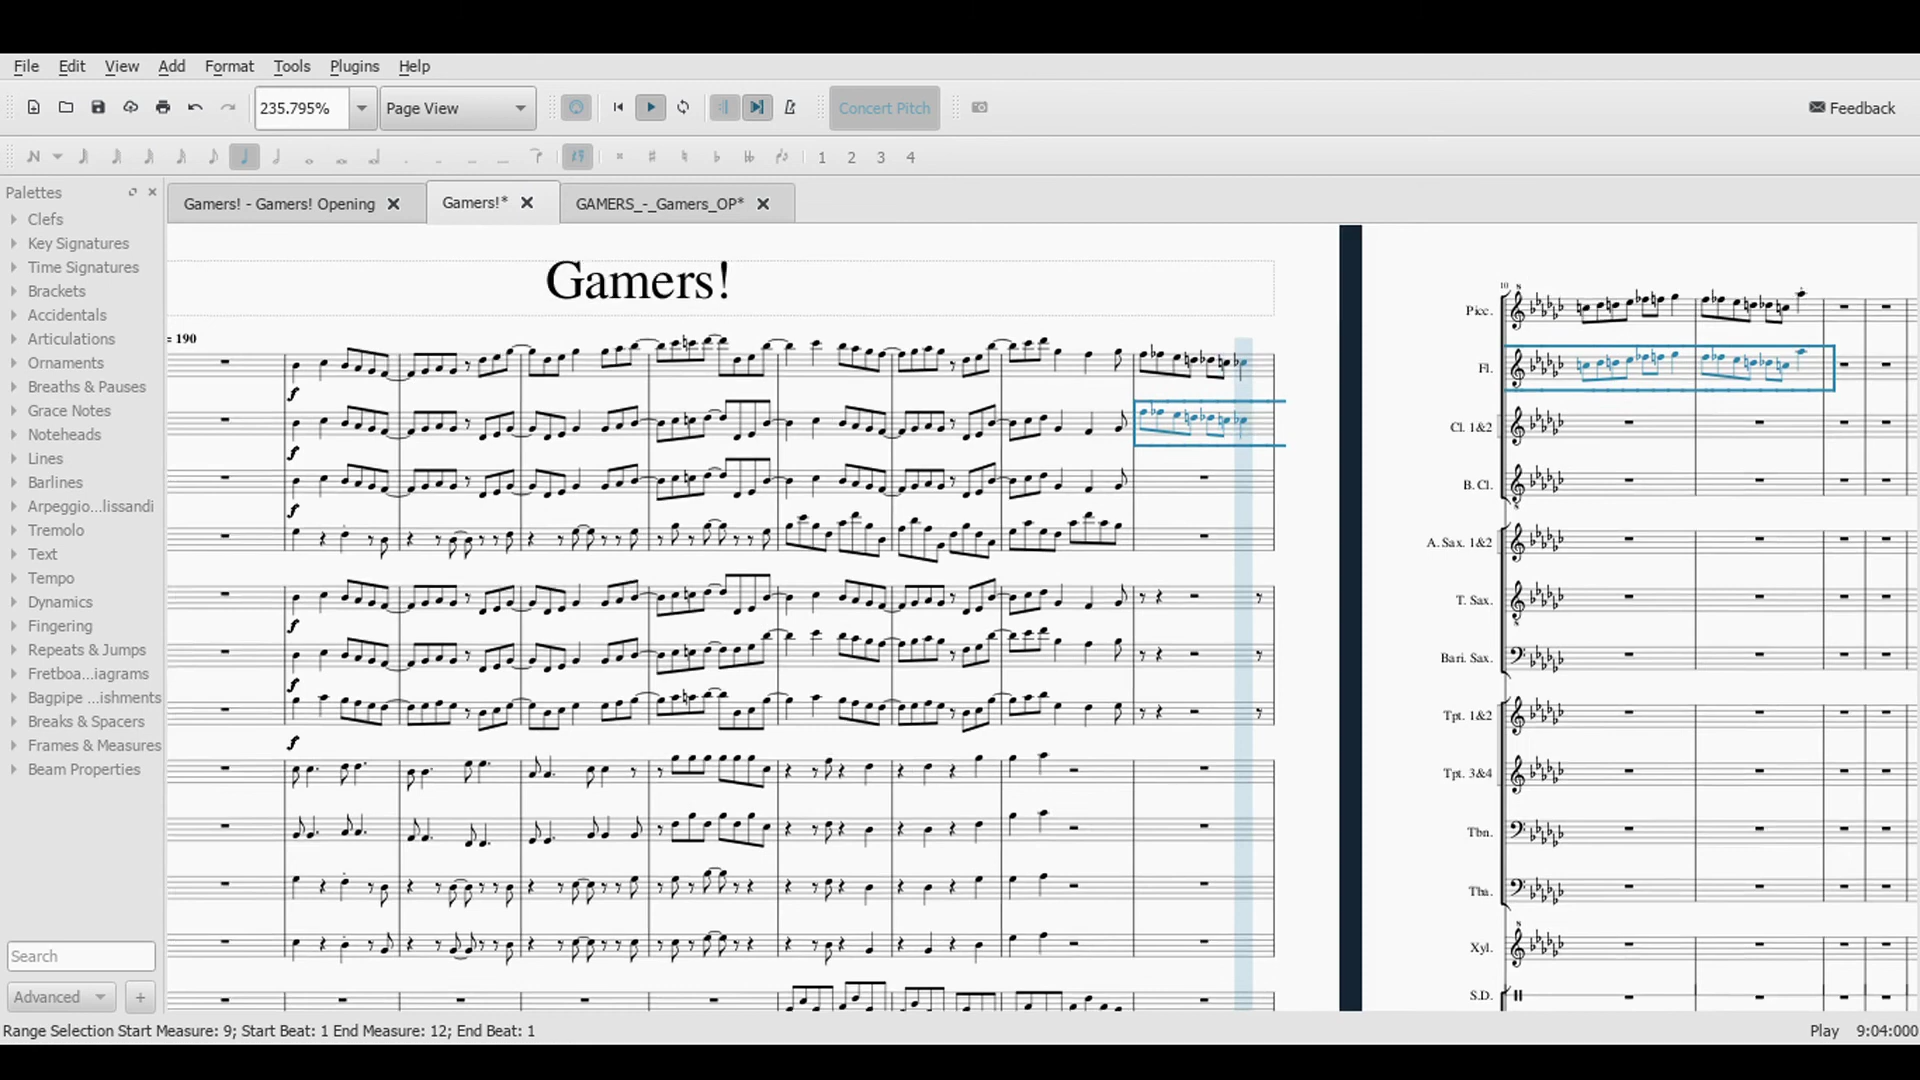 File Edit View Add Format Tools Plugins Help
235.795% Page View Concert Pitch Feedback
1 2 3 4
Palettes
Gamers! - Gamers! Opening Gamers!* GAMERS_-_Gamers_OP*
Clefs
Key Signatures
Time Signatures
Brackets
Accidentals
Articulations
Ornaments
Breaths & Pauses
Grace Notes
Noteheads
Lines
Barlines
Arpeggio...lissandi
Tremolo
Text
Tempo
Dynamics
Fingering
Repeats & Jumps
Fretboa...iagrams
Bagpipe ...ishments
Breaks & Spacers
Frames & Measures
Beam Properties
Search
Advanced +
Gamers!
= 190
f
f
f
f
f
f
10
Picc.
Fl.
Cl. 1&2
B. Cl.
A. Sax. 1&2
T. Sax.
Bari. Sax.
Tpt. 1&2
Tpt. 3&4
Tbn.
Tba.
Xyl.
S.D.
Range Selection Start Measure: 9; Start Beat: 1 End Measure: 12; End Beat: 1 Play 9:04:000